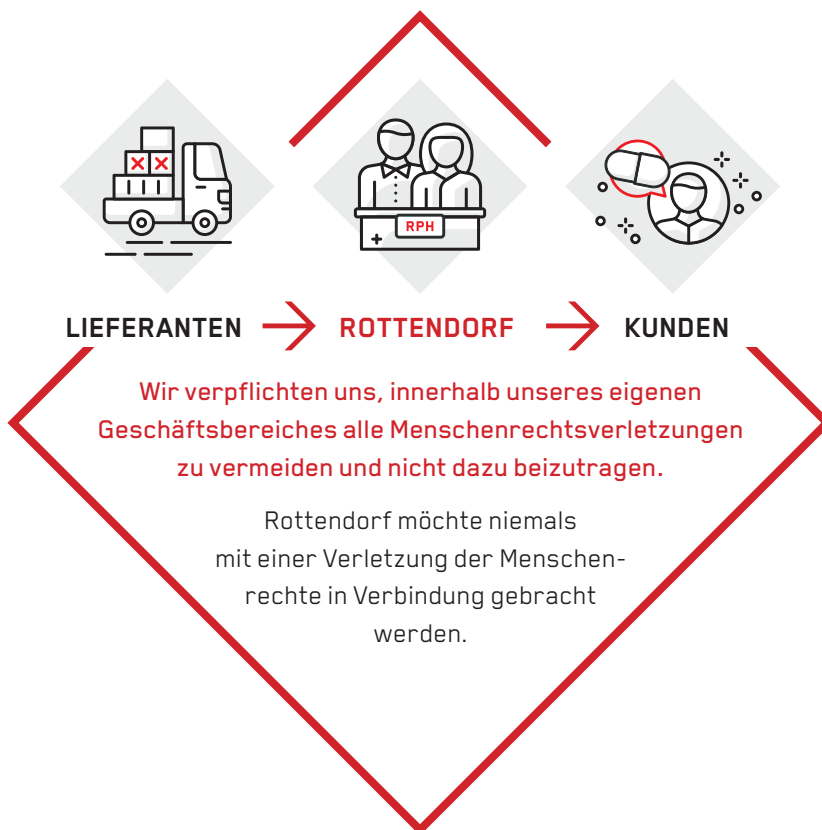 RPH
LIEFERANTEN → ROTTENDORF → KUNDEN
Wir verpflichten uns, innerhalb unseres eigenen
Geschäftsbereiches alle Menschenrechtsverletzungen
zu vermeiden und nicht dazu beizutragen.
Rottendorf möchte niemals
mit einer Verletzung der Menschen-
rechte in Verbindung gebracht
werden.